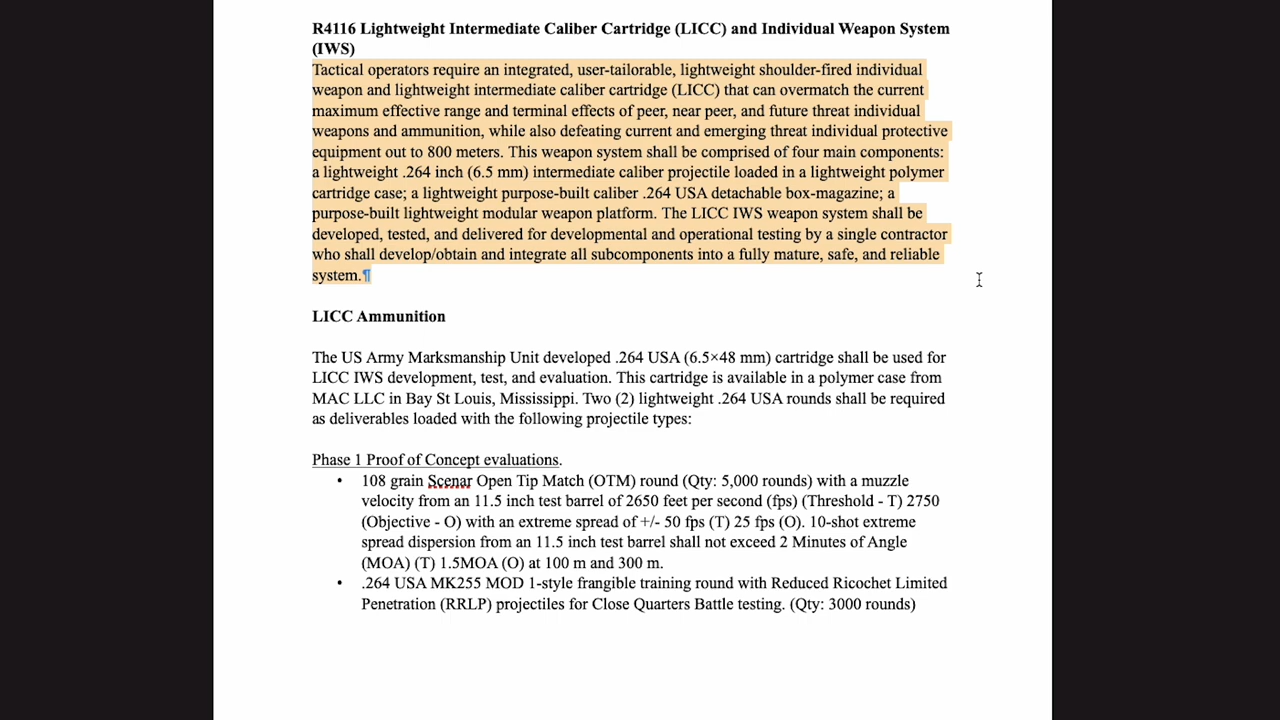 R4116 Lightweight Intermediate Caliber Cartridge (LICC) and Individual Weapon System
(IWS)
Tactical operators require an integrated, user-tailorable, lightweight shoulder-fired individual
weapon and lightweight intermediate caliber cartridge (LICC) that can overmatch the current
maximum effective range and terminal effects of peer, near peer, and future threat individual
weapons and ammunition, while also defeating current and emerging threat individual protective
equipment out to 800 meters. This weapon system shall be comprised of four main components:
a lightweight .264 inch (6.5 mm) intermediate caliber projectile loaded in a lightweight polymer
cartridge case; a lightweight purpose-built caliber .264 USA detachable box-magazine; a
purpose-built lightweight modular weapon platform. The LICC IWS weapon system shall be
developed, tested, and delivered for developmental and operational testing by a single contractor
who shall develop/obtain and integrate all subcomponents into a fully mature, safe, and reliable
system.¶
LICC Ammunition
The US Army Marksmanship Unit developed .264 USA (6.5×48 mm) cartridge shall be used for
LICC IWS development, test, and evaluation. This cartridge is available in a polymer case from
MAC LLC in Bay St Louis, Mississippi. Two (2) lightweight .264 USA rounds shall be required
as deliverables loaded with the following projectile types:
Phase 1 Proof of Concept evaluations.
• 108 grain Scenar Open Tip Match (OTM) round (Qty: 5,000 rounds) with a muzzle
velocity from an 11.5 inch test barrel of 2650 feet per second (fps) (Threshold - T) 2750
(Objective - O) with an extreme spread of +/- 50 fps (T) 25 fps (O). 10-shot extreme
spread dispersion from an 11.5 inch test barrel shall not exceed 2 Minutes of Angle
(MOA) (T) 1.5MOA (O) at 100 m and 300 m.
• .264 USA MK255 MOD 1-style frangible training round with Reduced Ricochet Limited
Penetration (RRLP) projectiles for Close Quarters Battle testing. (Qty: 3000 rounds)